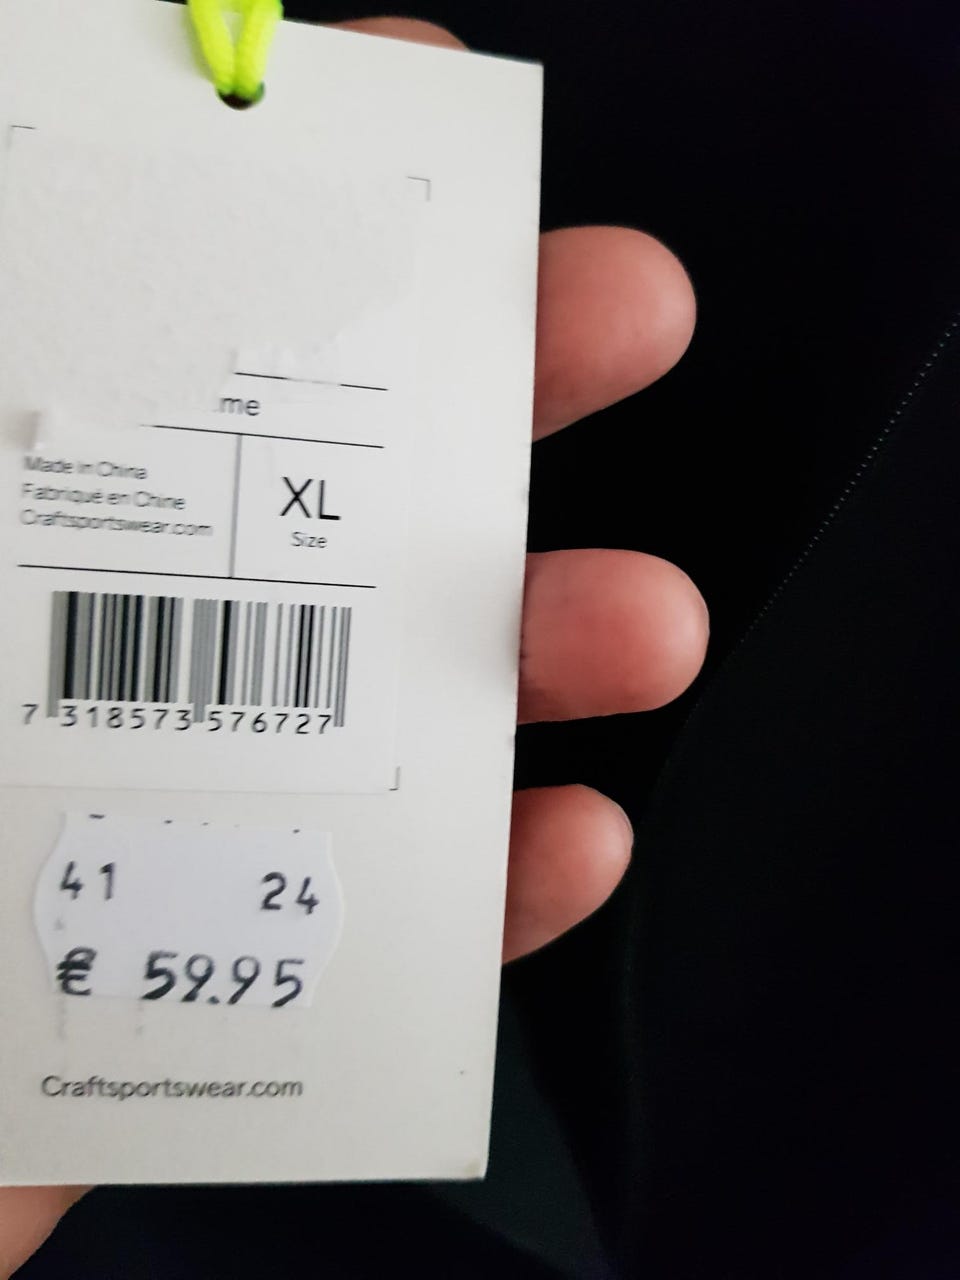 Made in China
Fabriqué en Chine
Craftsportswear.com
XL
Size
7 318573 576727
41 24
€ 59.95
Craftsportswear.com